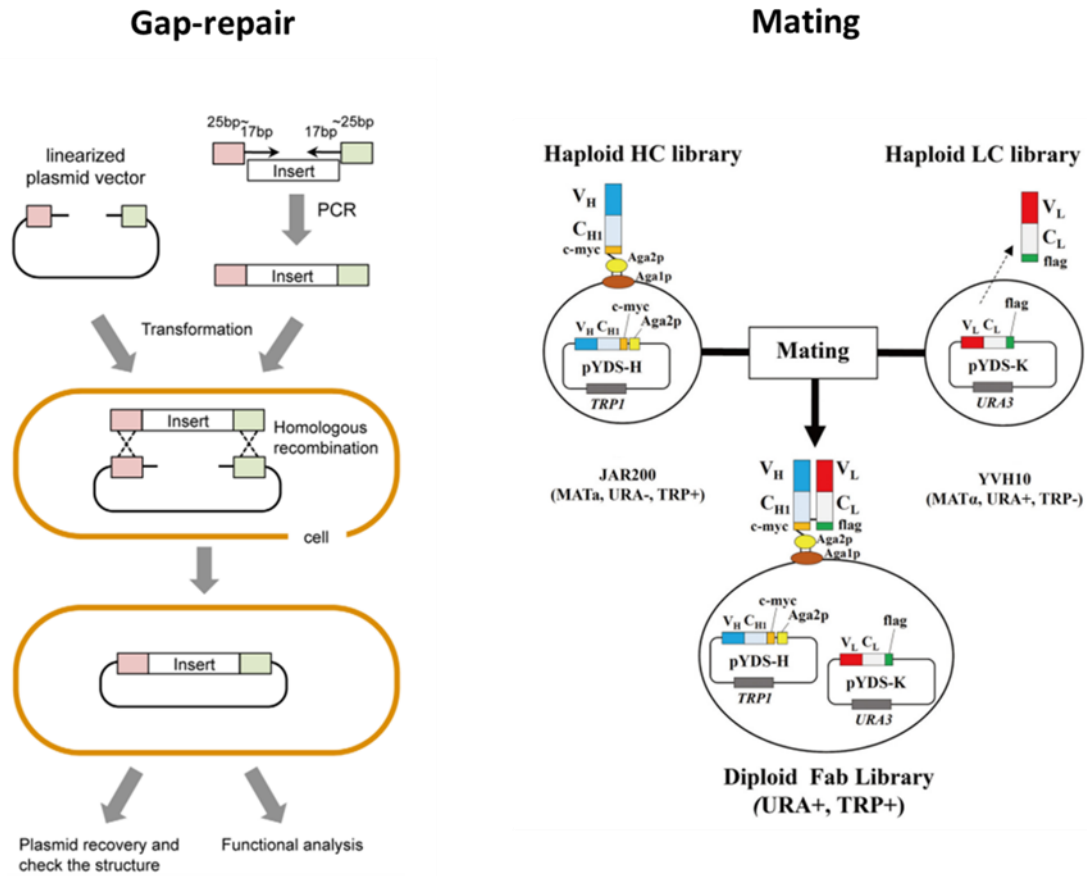 Gap-repair
linearized
plasmid vector
25bp~
17bp
17bp
~25bp
Insert
PCR
Insert
Transformation
Insert
Homologous
recombination
cell
Insert
Plasmid recovery and
check the structure
Functional analysis
Mating
Haploid HC library
VH
CH1
c-myc
Aga2p
Aga1p
c-myc
Aga2p
VH CH1
pYDS-H
TRP1
JAR200
(MATa, URA-, TRP+)
Mating
Haploid LC library
VL
CL
flag
flag
VL CL
pYDS-K
URA3
YVH10
(MATα, URA+, TRP-)
VH
VL
CH1
CL
c-myc
flag
Aga2p
Aga1p
c-myc
Aga2p
VH CH1
pYDS-H
TRP1
flag
VL CL
pYDS-K
URA3
Diploid Fab Library
(URA+, TRP+)